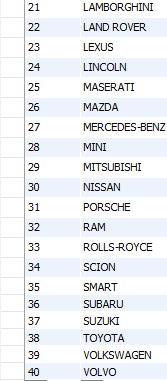 21 LAMBORGHINI
22 LAND ROVER
23 LEXUS
24 LINCOLN
25 MASERATI
26 MAZDA
27 MERCEDES-BENZ
28 MINI
29 MITSUBISHI
30 NISSAN
31 PORSCHE
32 RAM
33 ROLLS-ROYCE
34 SCION
35 SMART
36 SUBARU
37 SUZUKI
38 TOYOTA
39 VOLKSWAGEN
40 VOLVO